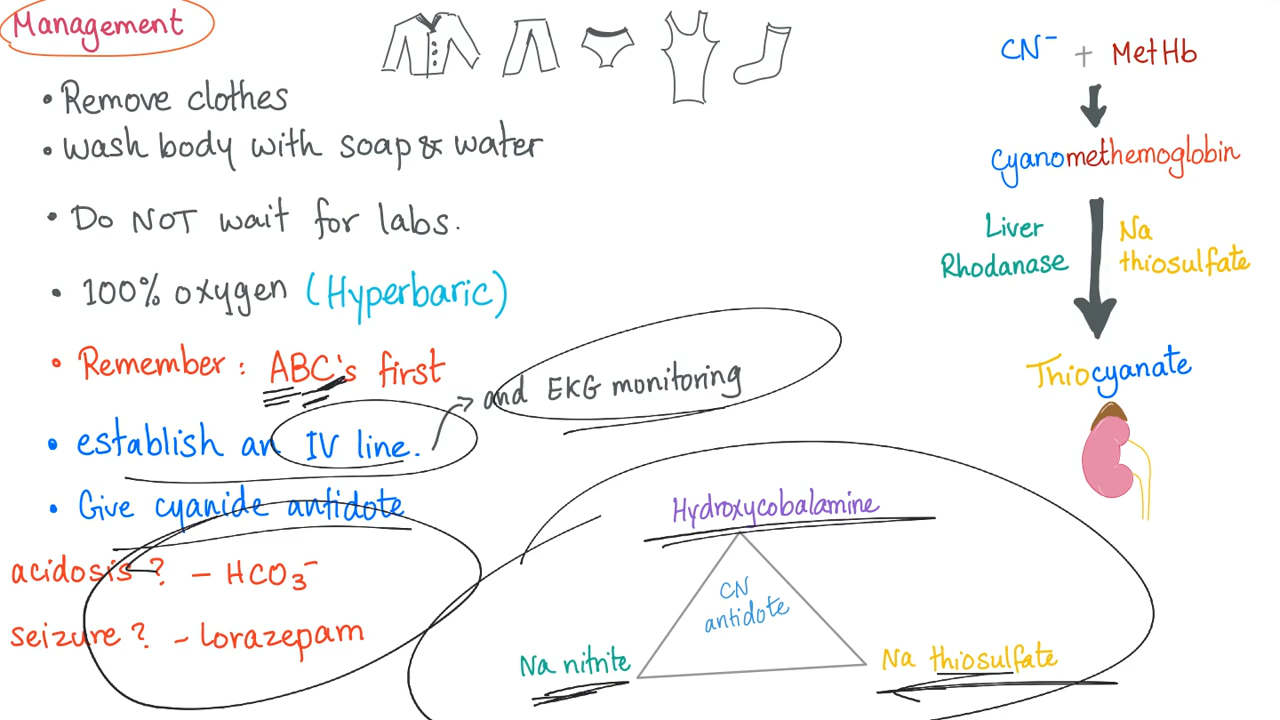 Management
• Remove clothes
• wash body with soap & water
• Do NOT wait for labs.
• 100% oxygen (Hyperbaric)
• Remember: ABC's first
• establish an IV line. → and EKG monitoring
• Give cyanide antidote
acidosis? – HCO3⁻
seizure? – lorazepam
Hydroxycobalamine
CN
antidote
Na nitrite
Na thiosulfate
CN⁻ + MetHb
Cyanomethemoglobin
Liver
Rhodanase
Na
thiosulfate
Thiocyanate